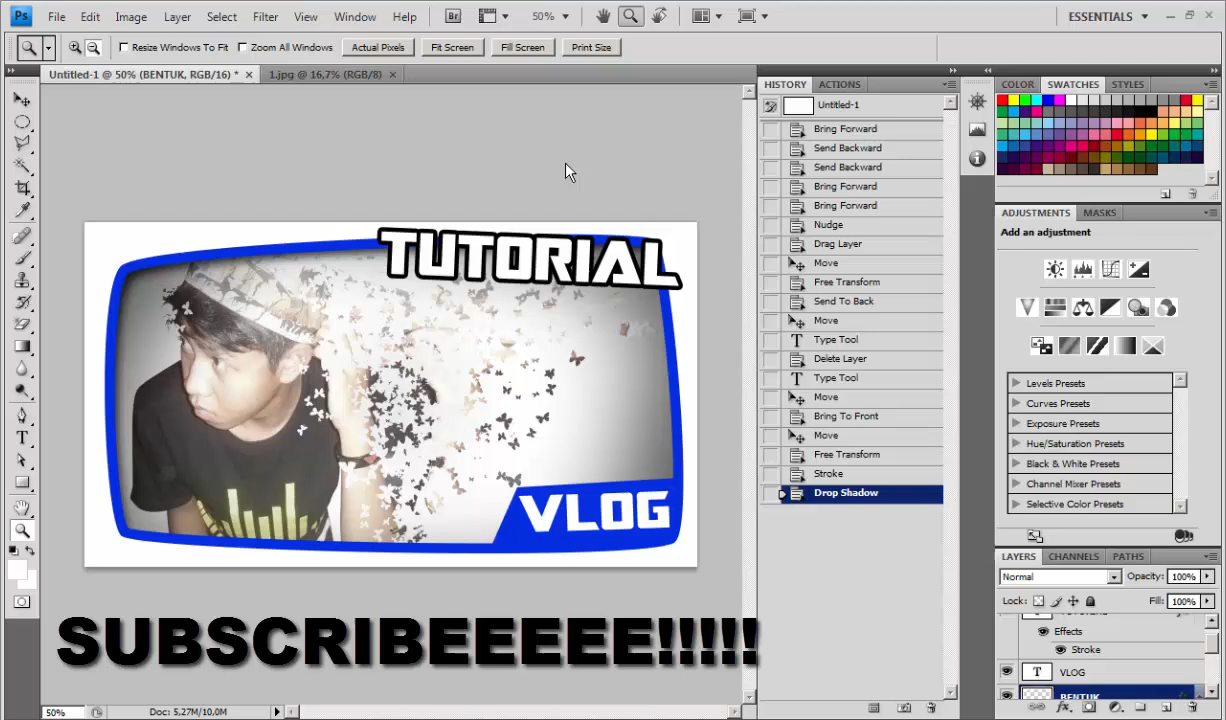 Ps File Edit Image Layer Select Filter View Window Help Br 50% ESSENTIALS
Resize Windows To Fit Zoom All Windows Actual Pixels Fit Screen Fill Screen Print Size
Untitled-1 @ 50% (BENTUK, RGB/16) * 1.jpg @ 16,7% (RGB/8)
HISTORY ACTIONS
Untitled-1
Bring Forward
Send Backward
Send Backward
Bring Forward
Bring Forward
Nudge
Drag Layer
Move
Free Transform
Send To Back
Move
Type Tool
Delete Layer
Type Tool
Move
Bring To Front
Move
Free Transform
Stroke
Drop Shadow
COLOR SWATCHES STYLES
ADJUSTMENTS MASKS
Add an adjustment
Levels Presets
Curves Presets
Exposure Presets
Hue/Saturation Presets
Black & White Presets
Channel Mixer Presets
Selective Color Presets
LAYERS CHANNELS PATHS
Normal Opacity: 100%
Lock: Fill: 100%
Effects
Stroke
T VLOG
BENTUK
TUTORIAL
VLOG
SUBSCRIBEEEEE!!!!!
50% Doc: 5,27M/10,0M